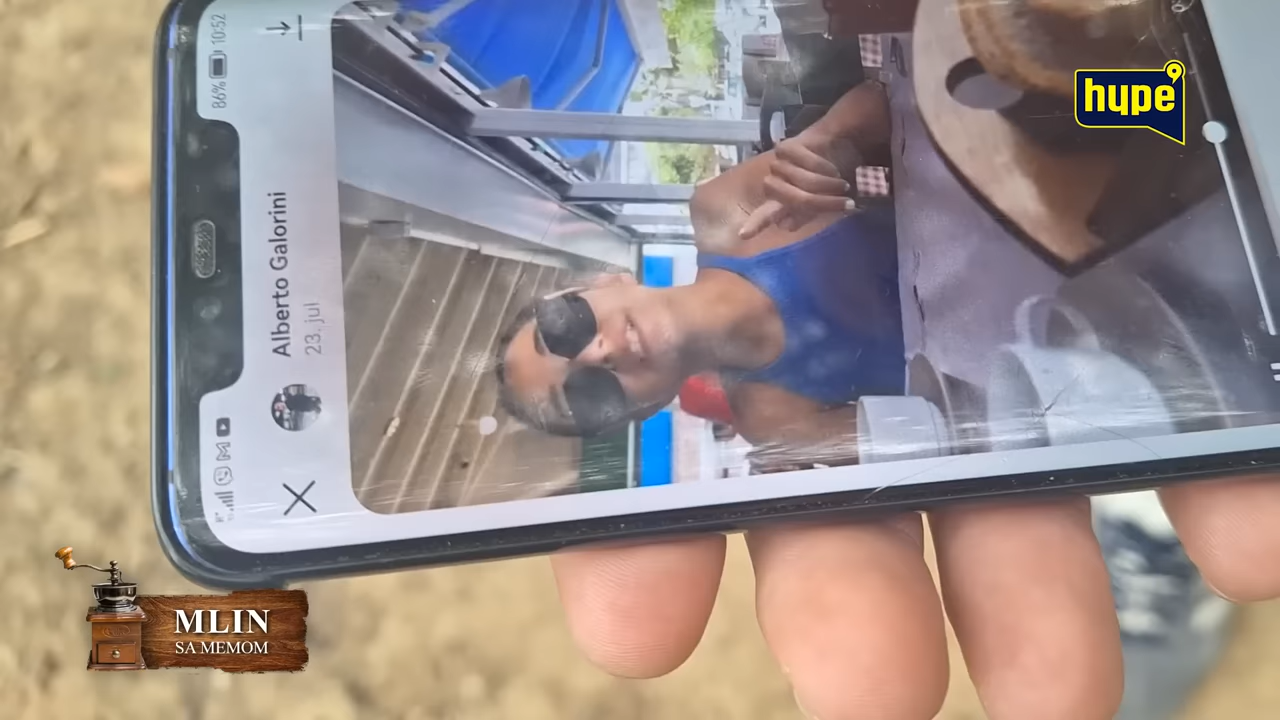 86% 10:52
Alberto Galorini
23. jul
hype
MLIN
SA MEMOM